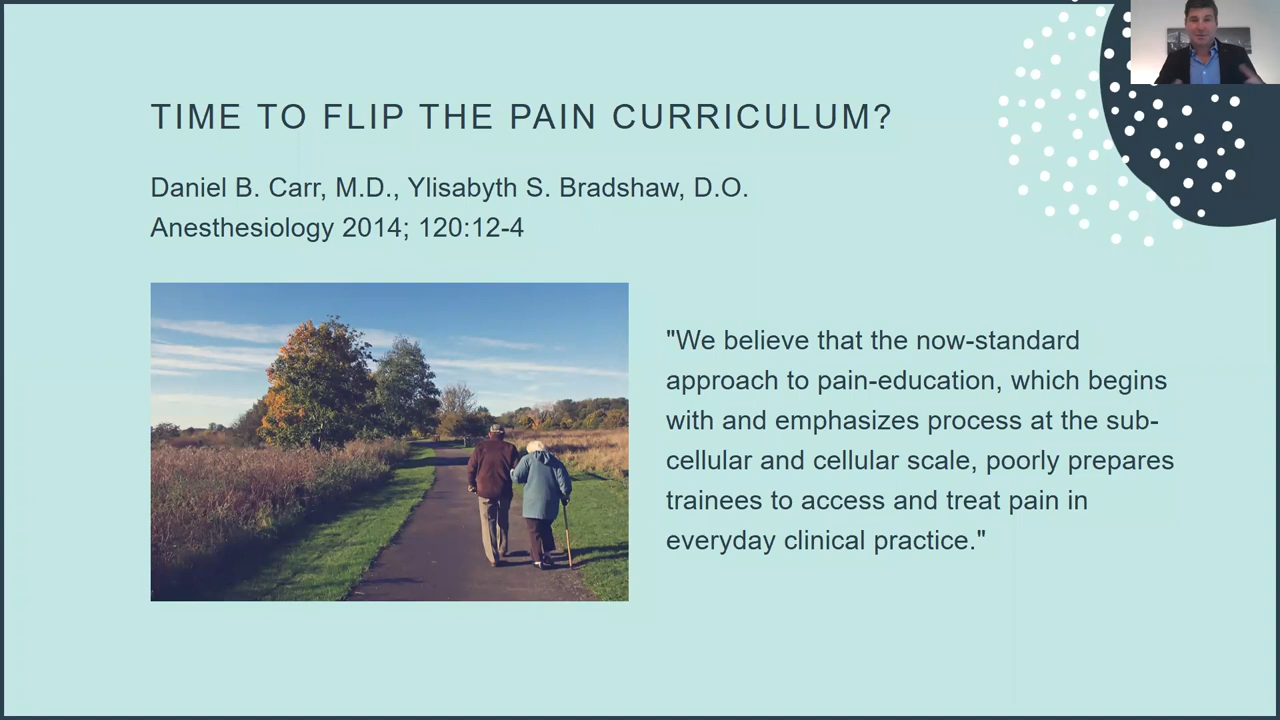 TIME TO FLIP THE PAIN CURRICULUM?
Daniel B. Carr, M.D., Ylisabyth S. Bradshaw, D.O.
Anesthesiology 2014; 120:12-4
"We believe that the now-standard
approach to pain-education, which begins
with and emphasizes process at the sub-
cellular and cellular scale, poorly prepares
trainees to access and treat pain in
everyday clinical practice."